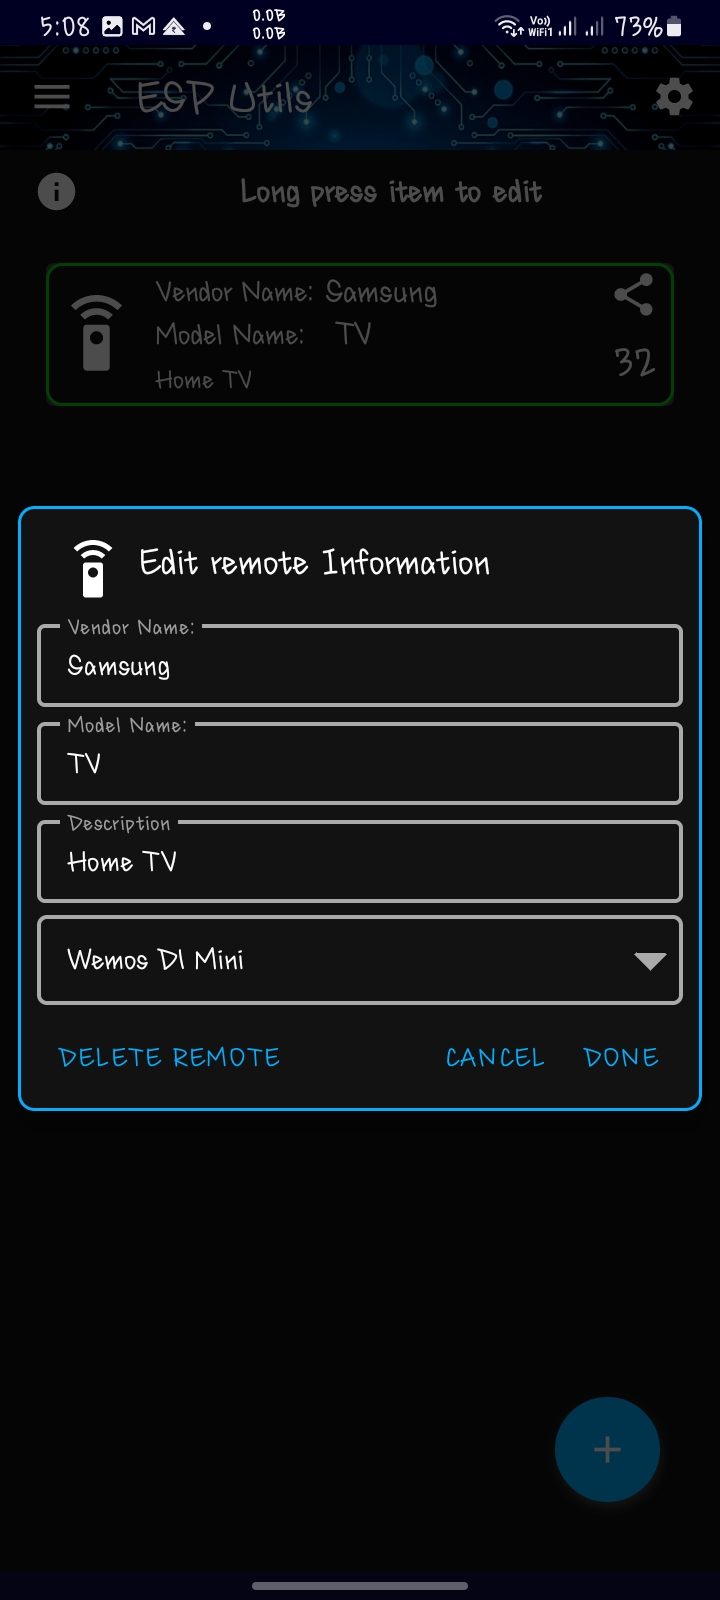 5:08
0.0B
0.0B
Vo))
WiFi1
73%
ESP Utils
Long press item to edit
Vendor Name: Samsung
Model Name: TV
32
Home TV
Edit remote Information
Vendor Name:
Samsung
Model Name:
TV
Description
Home TV
Wemos D1 Mini
DELETE REMOTE CANCEL DONE